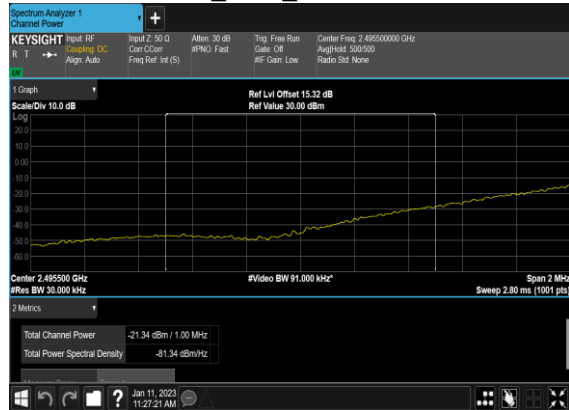 Spectrum Analyzer 1
Channel Power
+
KEYSIGHT
R T
Input: RF
Coupling: DC
Align: Auto
Input Z: 50 Ω
Corr CCorr
Freq Ref: Int (S)
Atten: 30 dB
#PNO: Fast
Trig: Free Run
Gate: Off
#IF Gain: Low
Center Freq: 2.495500000 GHz
Avg|Hold: 500/500
Radio Std: None
1 Graph
Scale/Div 10.0 dB
Ref Lvl Offset 15.32 dB
Ref Value 30.00 dBm
Log
20.0
10.0
0.00
-10.0
-20.0
-30.0
-40.0
-50.0
-60.0
Center 2.495500 GHz
#Res BW 30.000 kHz
#Video BW 91.000 kHz*
Span 2 MHz
Sweep 2.80 ms (1001 pts)
2 Metrics
Total Channel Power -21.34 dBm / 1.00 MHz
Total Power Spectral Density -81.34 dBm/Hz
?
Jan 11, 2023
11:27:21 AM